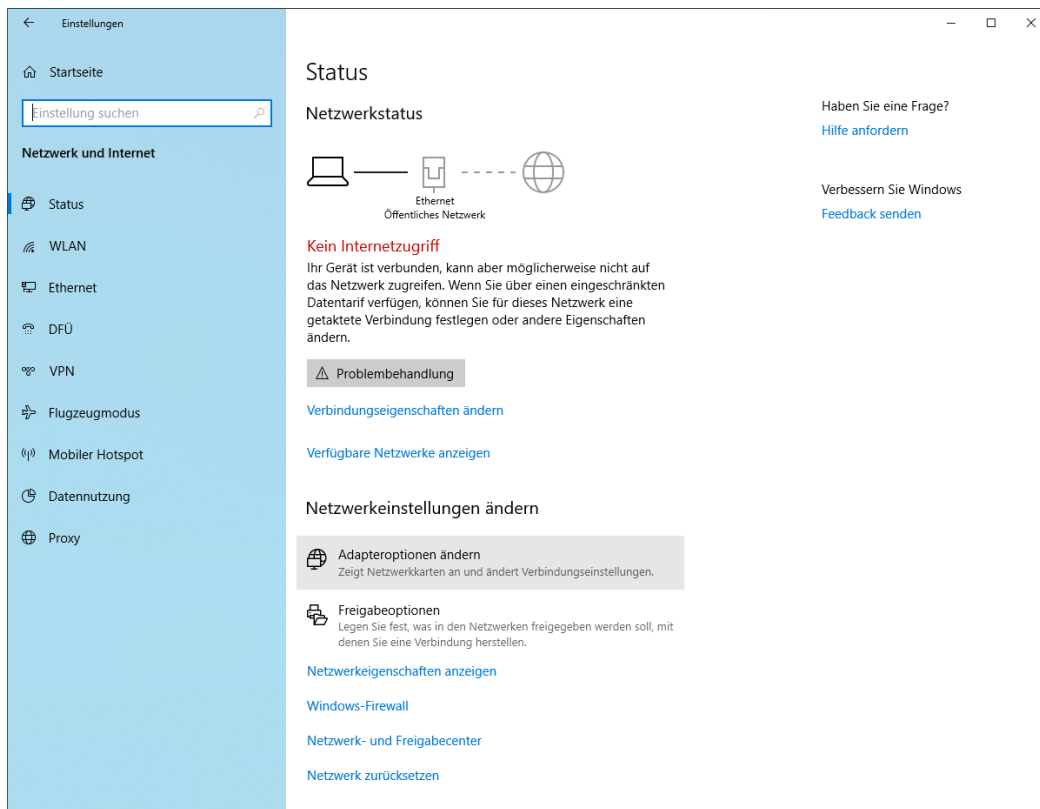 Einstellungen
Startseite
Einstellung suchen
Netzwerk und Internet
Status
WLAN
Ethernet
DFÜ
VPN
Flugzeugmodus
Mobiler Hotspot
Datennutzung
Proxy
Status
Netzwerkstatus
Ethernet
Öffentliches Netzwerk
Kein Internetzugriff
Ihr Gerät ist verbunden, kann aber möglicherweise nicht auf
das Netzwerk zugreifen. Wenn Sie über einen eingeschränkten
Datentarif verfügen, können Sie für dieses Netzwerk eine
getaktete Verbindung festlegen oder andere Eigenschaften
ändern.
Problembehandlung
Verbindungseigenschaften ändern
Verfügbare Netzwerke anzeigen
Netzwerkeinstellungen ändern
Adapteroptionen ändern
Zeigt Netzwerkkarten an und ändert Verbindungseinstellungen.
Freigabeoptionen
Legen Sie fest, was in den Netzwerken freigegeben werden soll, mit
denen Sie eine Verbindung herstellen.
Netzwerkeigenschaften anzeigen
Windows-Firewall
Netzwerk- und Freigabecenter
Netzwerk zurücksetzen
Haben Sie eine Frage?
Hilfe anfordern
Verbessern Sie Windows
Feedback senden